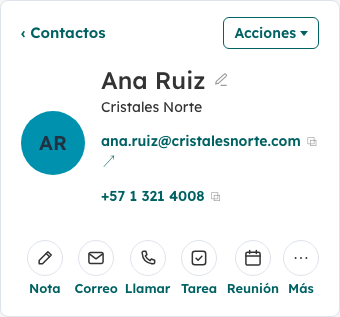 ‹ Contactos
Acciones
Ana Ruiz
Cristales Norte
AR
ana.ruiz@cristalesnorte.com
+57 1 321 4008
Nota Correo Llamar Tarea Reunión Más